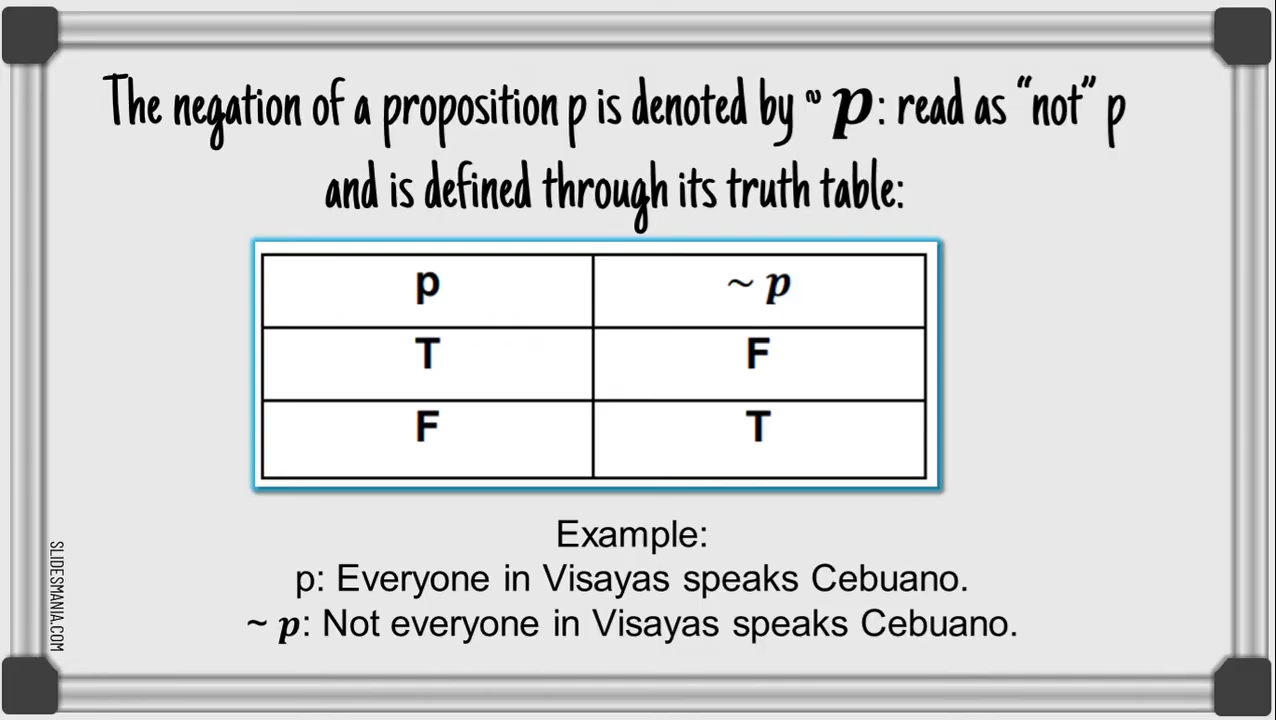 The negation of a proposition p is denoted by ~ p: read as “not” p
and is defined through its truth table:
p ~ p
T F
F T
Example:
p: Everyone in Visayas speaks Cebuano.
~ p: Not everyone in Visayas speaks Cebuano.
SLIDESMANIA.COM